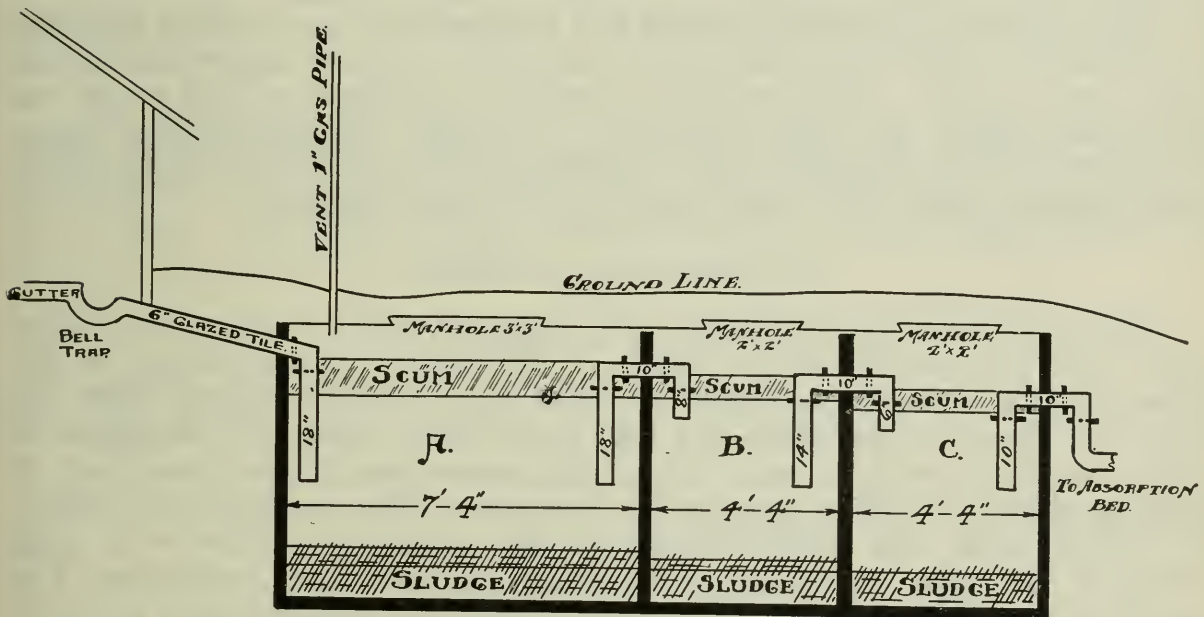 VENT 1" GAS PIPE.
GROUND LINE.
GUTTER
BELL
TRAP.
6" GLAZED TILE.
MANHOLE 3'x3'
MANHOLE
2'x2'
MANHOLE
2'x2'
SCUM
10"
SCUM
10"
SCUM
10"
18"
18"
8"
14"
6"
10"
A.
B.
C.
7'-4"
4'-4"
4'-4"
TO ABSORPTION
BED.
SLUDGE
SLUDGE
SLUDGE